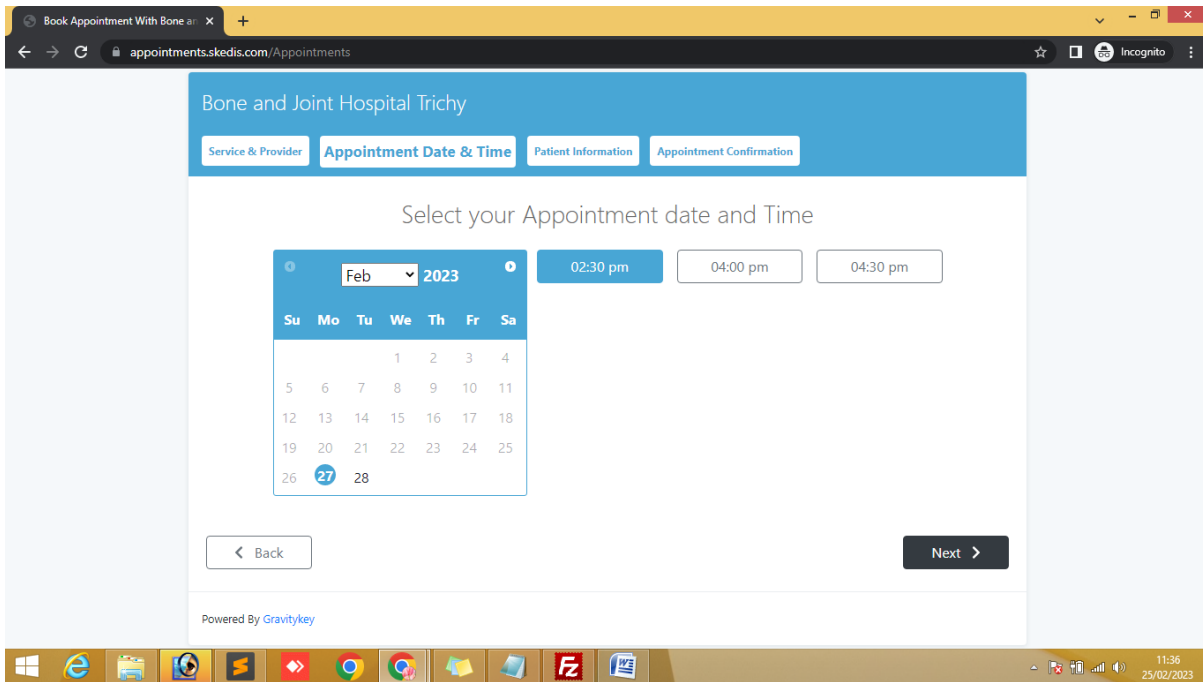 Book Appointment With Bone an
appointments.skedis.com/Appointments
Incognito
Bone and Joint Hospital Trichy
Service & Provider Appointment Date & Time Patient Information Appointment Confirmation
Select your Appointment date and Time
Feb 2023
02:30 pm 04:00 pm 04:30 pm
Su Mo Tu We Th Fr Sa
1 2 3 4
5 6 7 8 9 10 11
12 13 14 15 16 17 18
19 20 21 22 23 24 25
26 27 28
Back Next
Powered By Gravitykey
11:36
25/02/2023